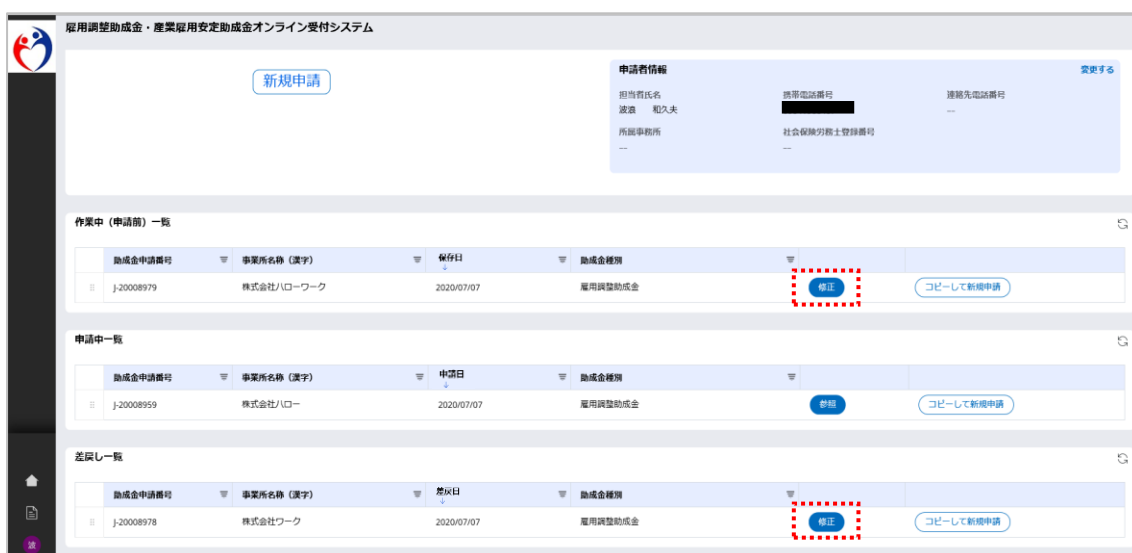 雇用調整助成金・産業雇用安定助成金オンライン受付システム
新規申請
申請者情報 変更する
担当者氏名 携帯電話番号 連絡先電話番号
波浪 和久夫 --
所属事務所 社会保険労務士登録番号
-- --
作業中（申請前）一覧
助成金申請番号 事業所名称（漢字） 保存日 助成金種別
↓
J-20008979 株式会社ハローワーク 2020/07/07 雇用調整助成金 修正 コピーして新規申請
申請中一覧
助成金申請番号 事業所名称（漢字） 申請日 助成金種別
↓
J-20008959 株式会社ハロー 2020/07/07 雇用調整助成金 参照 コピーして新規申請
差戻し一覧
助成金申請番号 事業所名称（漢字） 差戻日 助成金種別
↓
J-20008978 株式会社ワーク 2020/07/07 雇用調整助成金 修正 コピーして新規申請
波